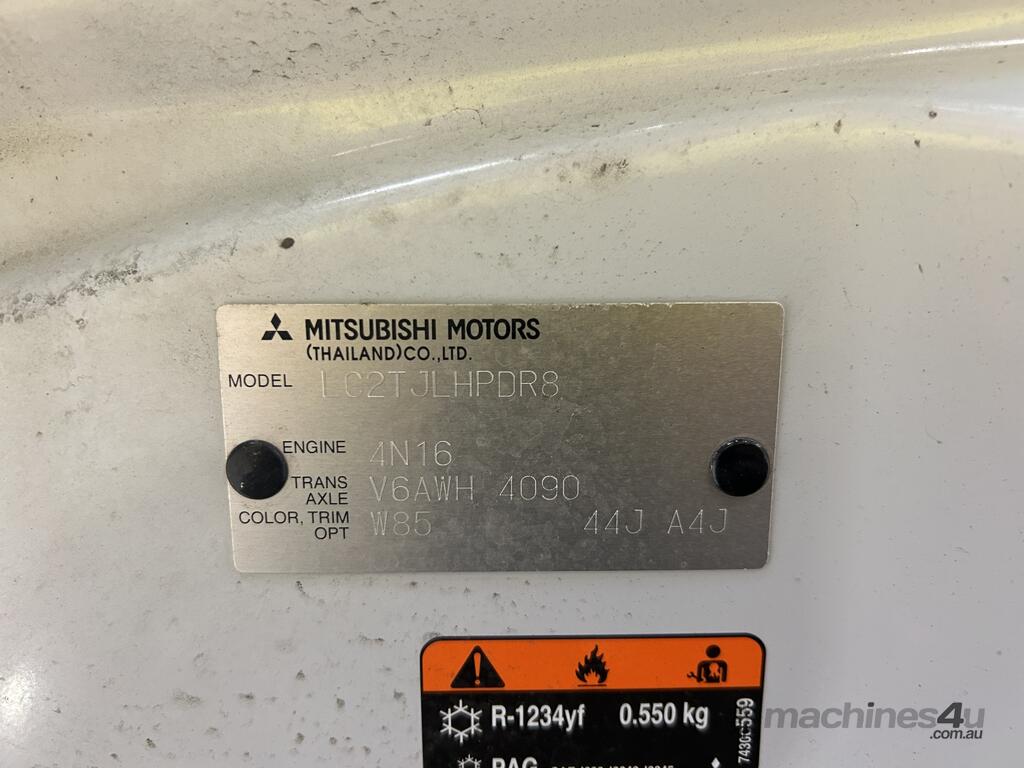 MITSUBISHI MOTORS
(THAILAND)CO.,LTD.
MODEL LC2TJLHPDR8
ENGINE 4N16
TRANS AXLE V6AWH 4090
COLOR, TRIM OPT W85 44J A4J
R-1234yf 0.550 kg
PAG
machines4u
.com.au